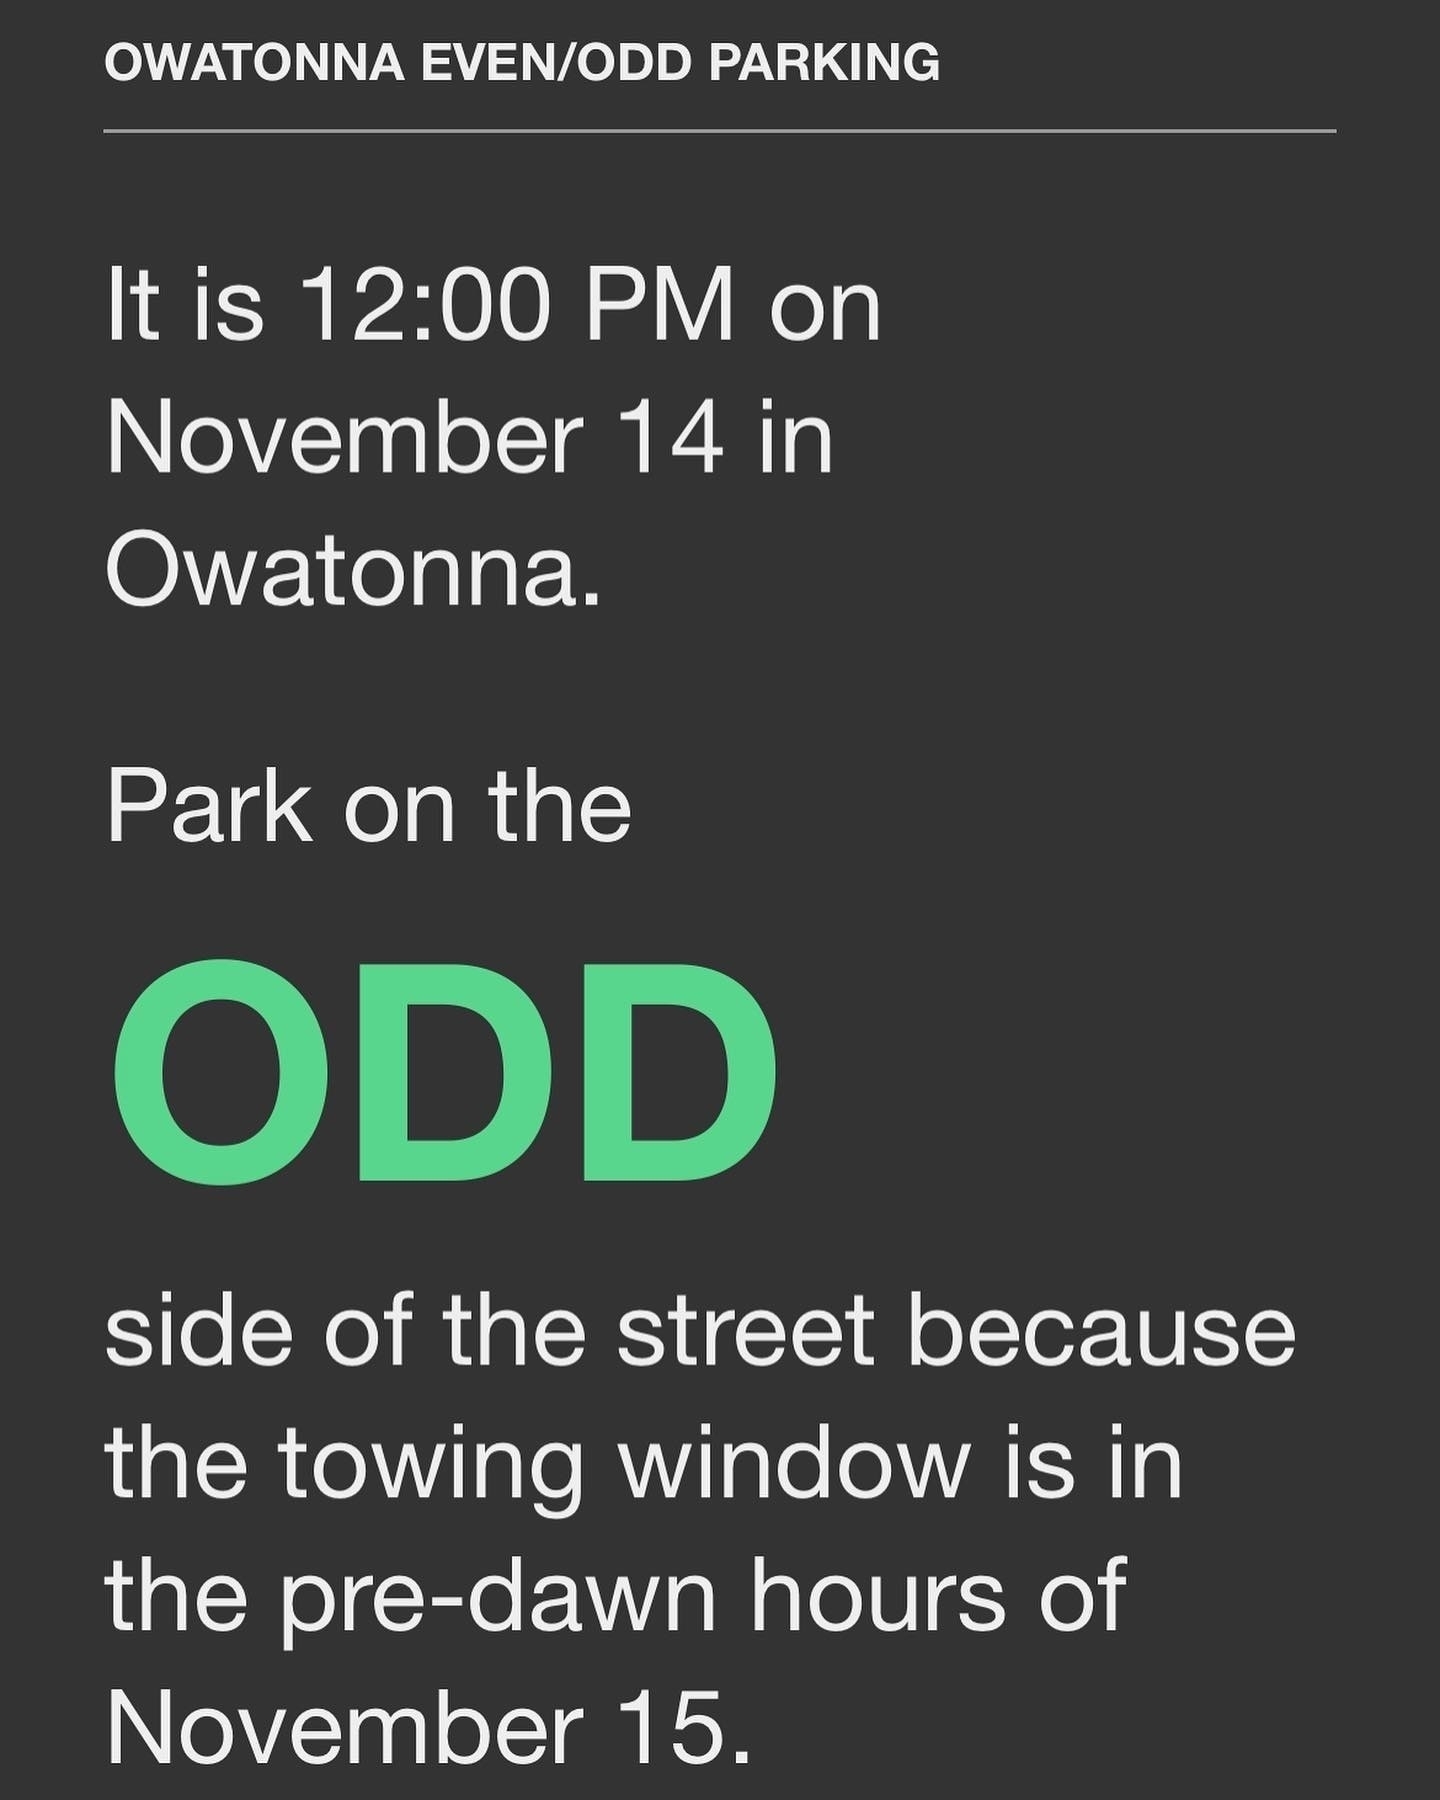 OWATONNA EVEN/ODD PARKING
It is 12:00 PM on
November 14 in
Owatonna.
Park on the
ODD
side of the street because
the towing window is in
the pre-dawn hours of
November 15.